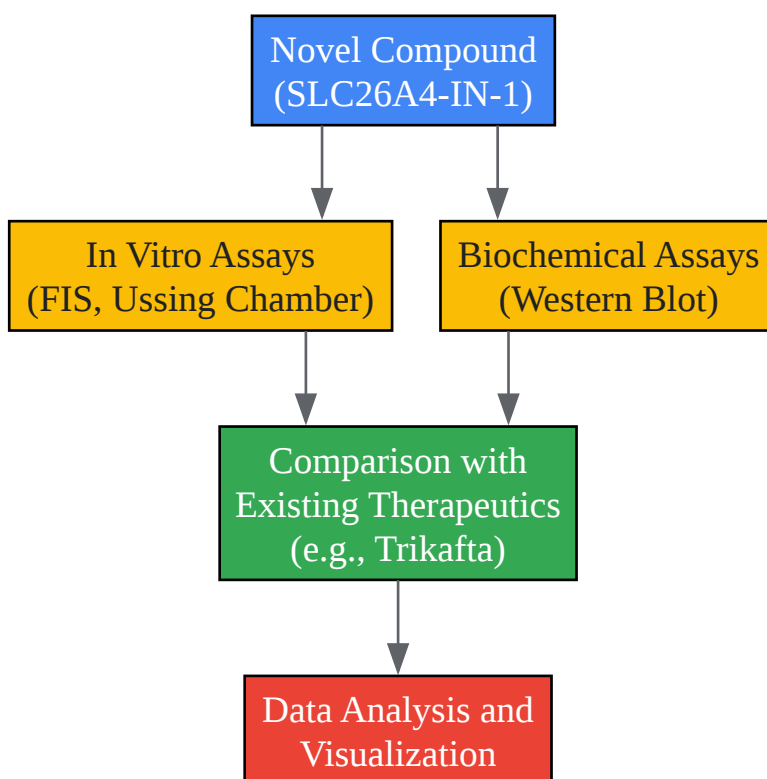 Novel Compound
(SLC26A4-IN-1)
In Vitro Assays
(FIS, Ussing Chamber)
Biochemical Assays
(Western Blot)
Comparison with
Existing Therapeutics
(e.g., Trikafta)
Data Analysis and
Visualization